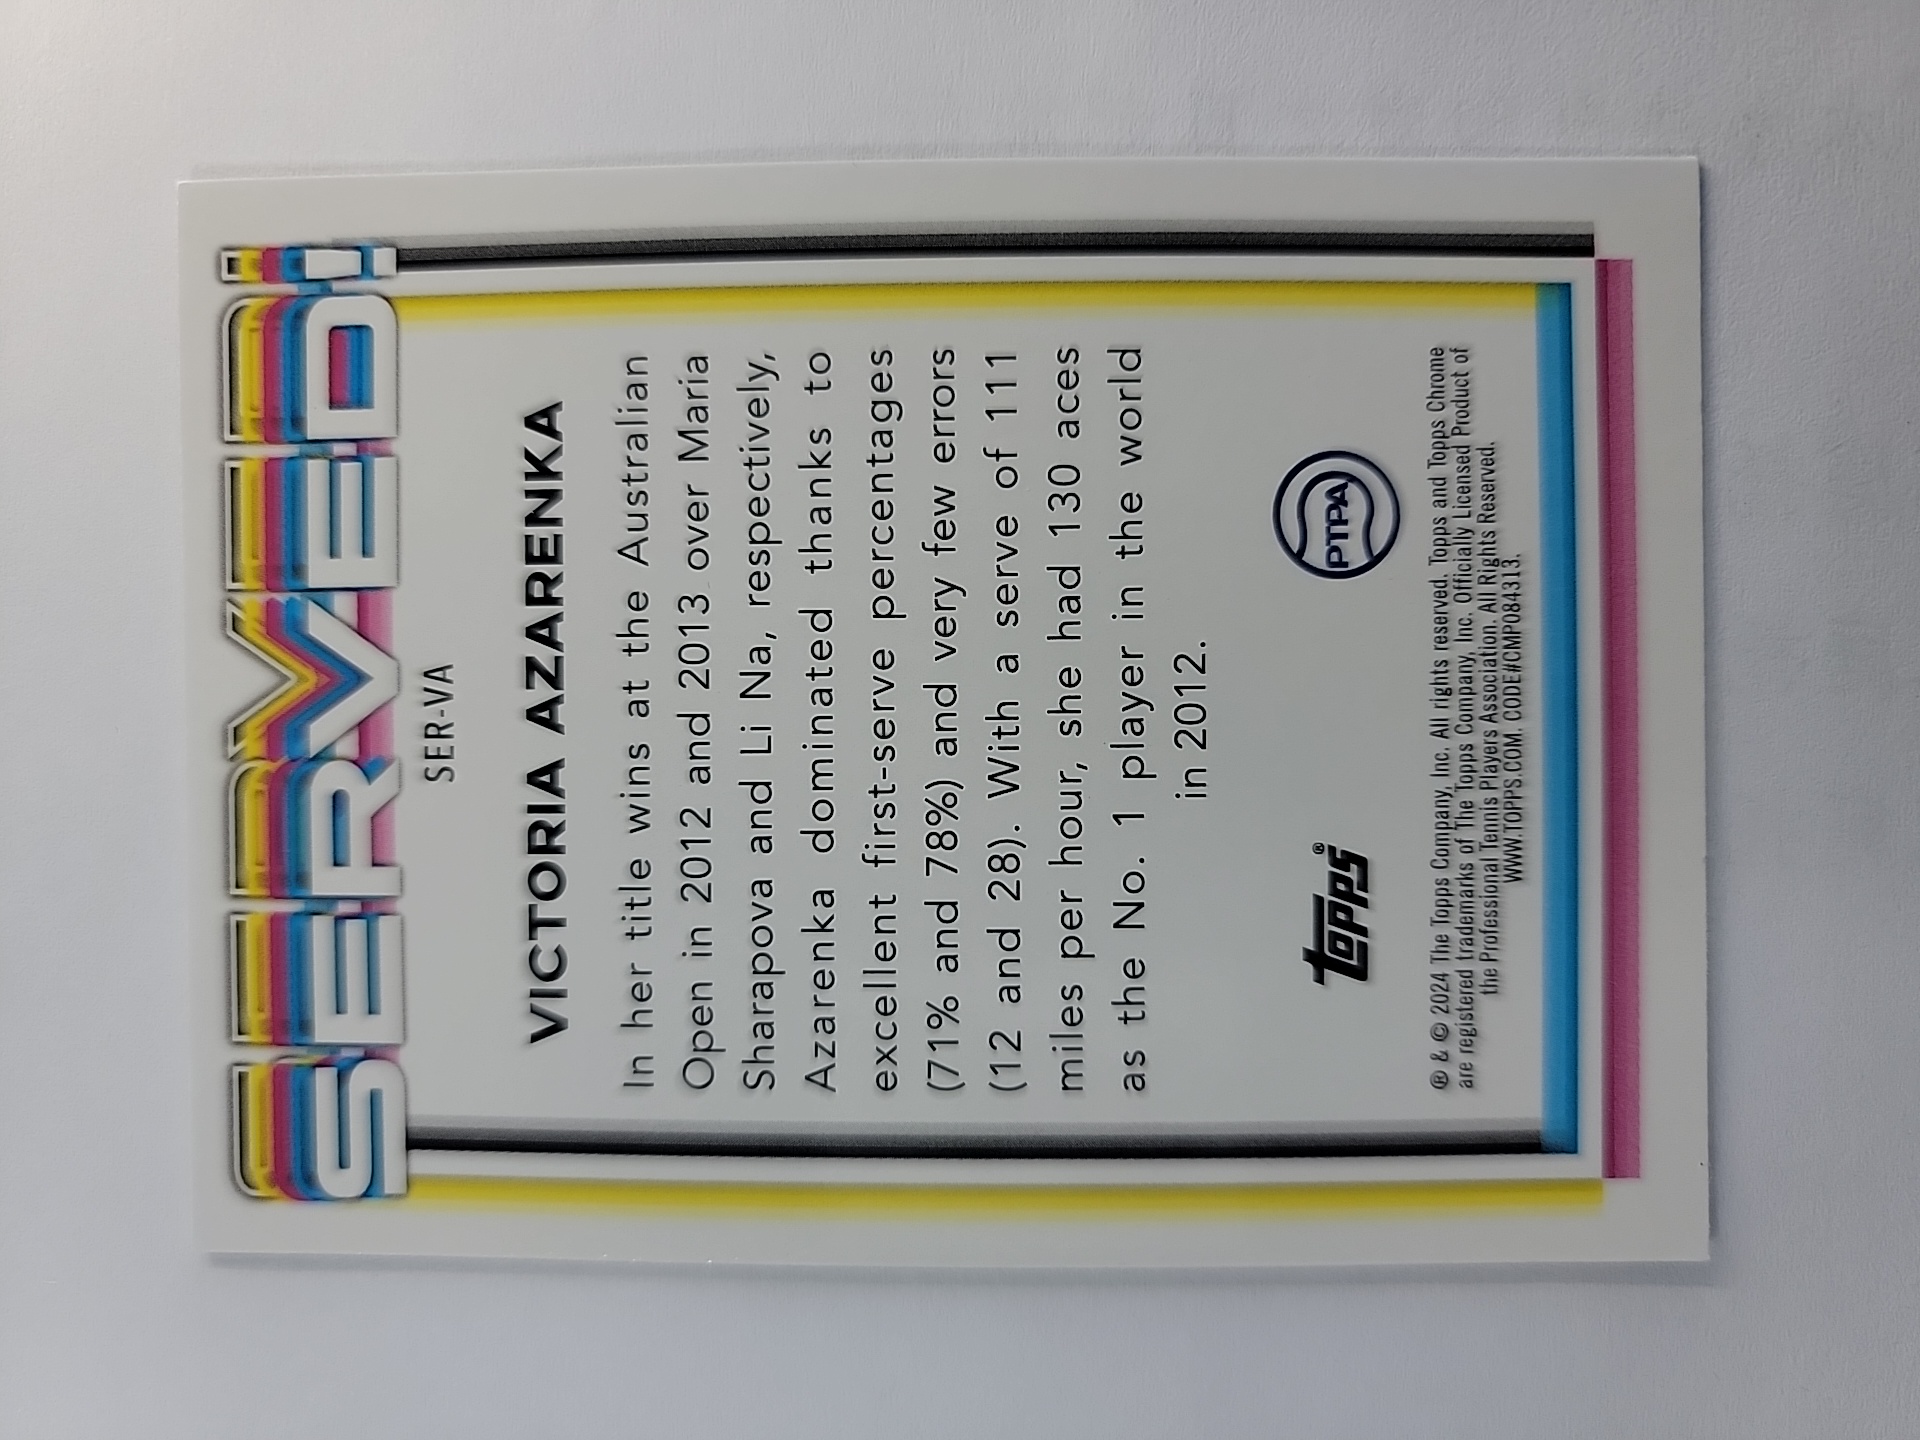 SERVED!
SER-VA
VICTORIA AZARENKA
In her title wins at the Australian
Open in 2012 and 2013 over Maria
Sharapova and Li Na, respectively,
Azarenka dominated thanks to
excellent first-serve percentages
(71% and 78%) and very few errors
(12 and 28). With a serve of 111
miles per hour, she had 130 aces
as the No. 1 player in the world
in 2012.
topps®
PTPA
® & © 2024 The Topps Company, Inc. All rights reserved. Topps and Topps Chrome
are registered trademarks of The Topps Company, Inc. Officially Licensed Product of
the Professional Tennis Players Association. All Rights Reserved.
WWW.TOPPS.COM. CODE#CMP084313.